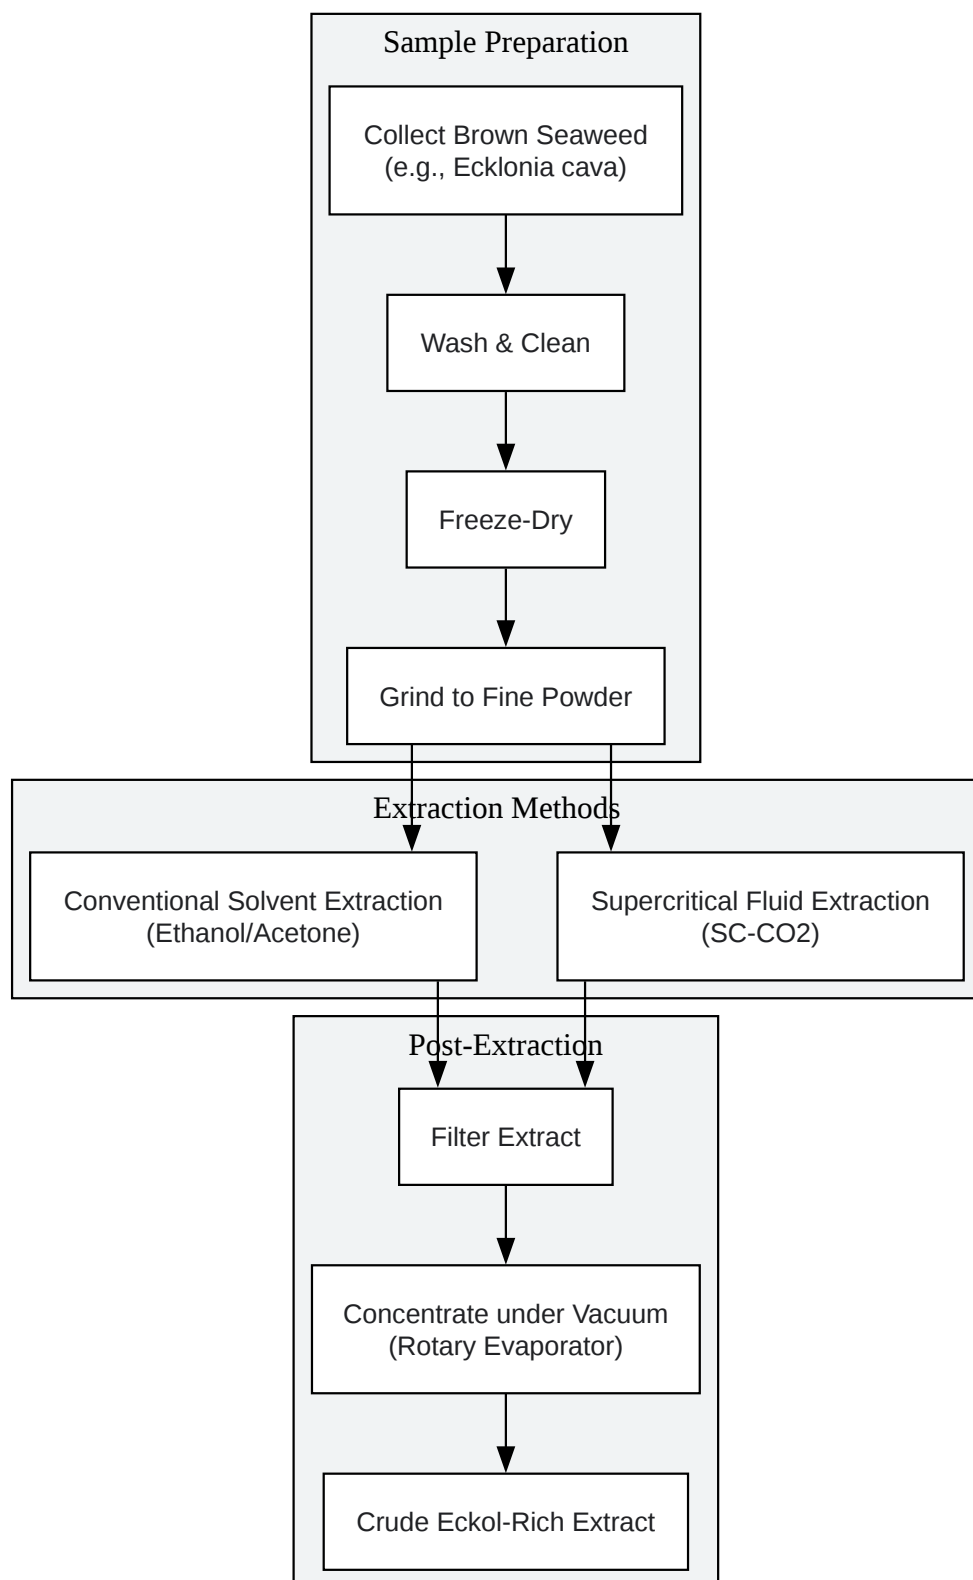 Sample Preparation
Collect Brown Seaweed
(e.g., Ecklonia cava)
Wash & Clean
Freeze-Dry
Grind to Fine Powder
Extraction Methods
Conventional Solvent Extraction
(Ethanol/Acetone)
Supercritical Fluid Extraction
(SC-CO2)
Post-Extraction
Filter Extract
Concentrate under Vacuum
(Rotary Evaporator)
Crude Eckol-Rich Extract